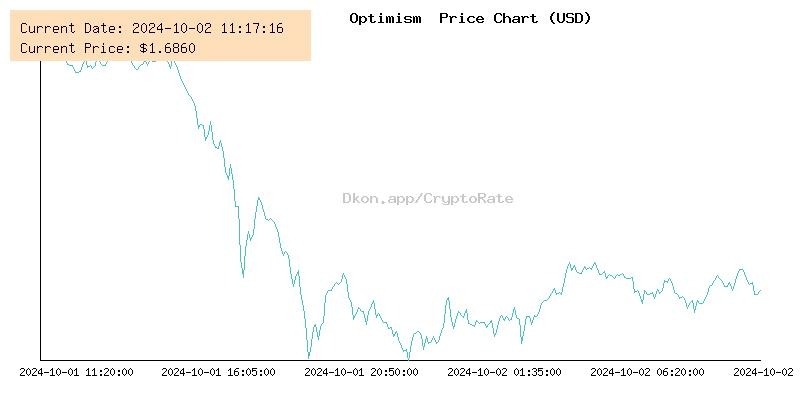 Optimism Price Chart (USD)
Current Date: 2024-10-02 11:17:16
Current Price: $1.6860
Dkon.app/CryptoRate
2024-10-01 11:20:00 2024-10-01 16:05:00 2024-10-01 20:50:00 2024-10-02 01:35:00 2024-10-02 06:20:00 2024-10-02